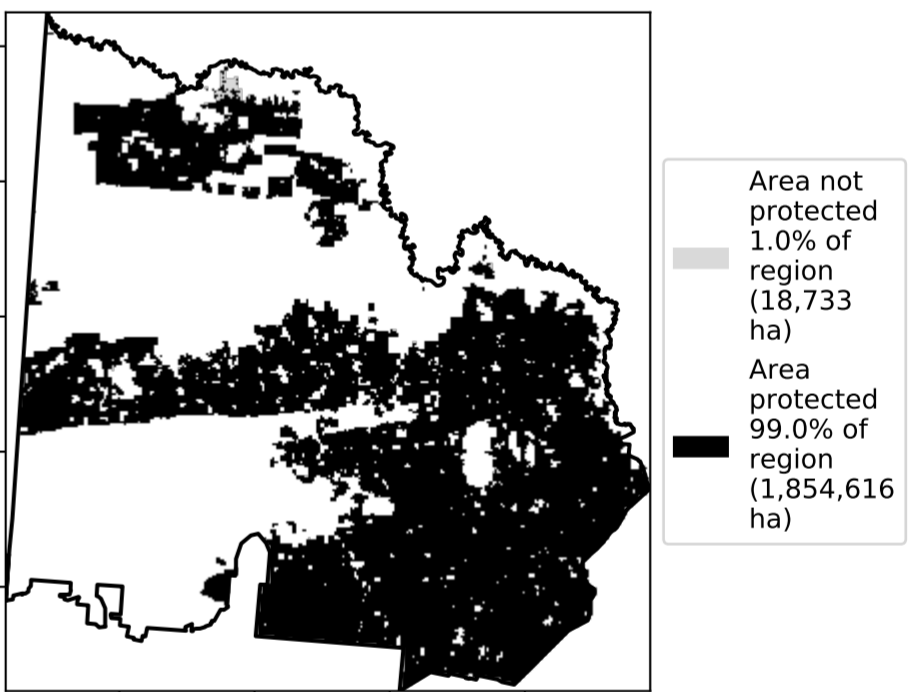 Area not
protected
1.0% of
region
(18,733
ha)
Area
protected
99.0% of
region
(1,854,616
ha)